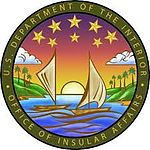 U.S. DEPARTMENT OF THE INTERIOR
OFFICE OF INSULAR AFFAIRS